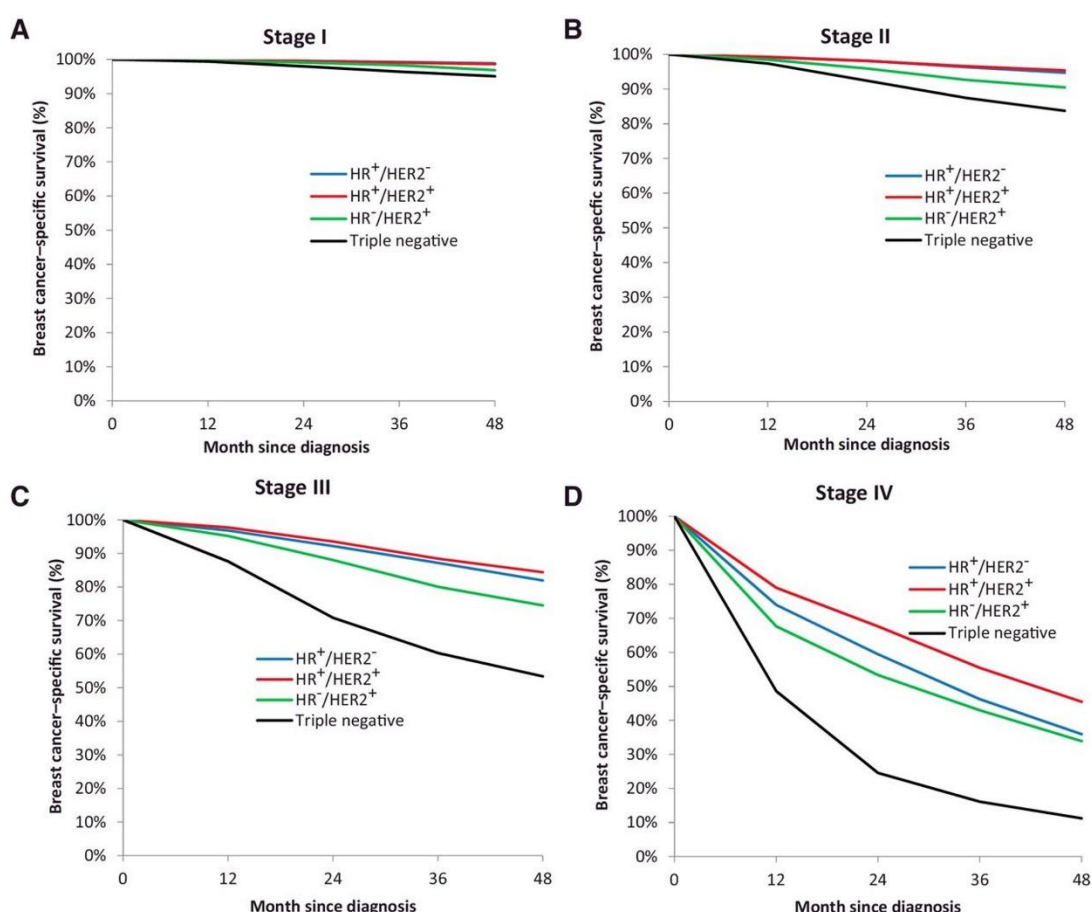 A
Stage I
Breast cancer–specific survival (%)
100%
90%
80%
70%
60%
50%
40%
30%
20%
10%
0%
HR⁺/HER2⁻
HR⁺/HER2⁺
HR⁻/HER2⁺
Triple negative
0 12 24 36 48
Month since diagnosis
B
Stage II
Breast cancer–specfic survival (%)
100%
90%
80%
70%
60%
50%
40%
30%
20%
10%
0%
HR⁺/HER2⁻
HR⁺/HER2⁺
HR⁻/HER2⁺
Triple negative
0 12 24 36 48
Month since diagnosis
C
Stage III
Breast cancer–specific survival (%)
100%
90%
80%
70%
60%
50%
40%
30%
20%
10%
0%
HR⁺/HER2⁻
HR⁺/HER2⁺
HR⁻/HER2⁺
Triple negative
0 12 24 36 48
Month since diagnosis
D
Stage IV
Breast cancer–specifc survival (%)
100%
90%
80%
70%
60%
50%
40%
30%
20%
10%
0%
HR⁺/HER2⁻
HR⁺/HER2⁺
HR⁻/HER2⁺
Triple negative
0 12 24 36 48
Month since diagnosis